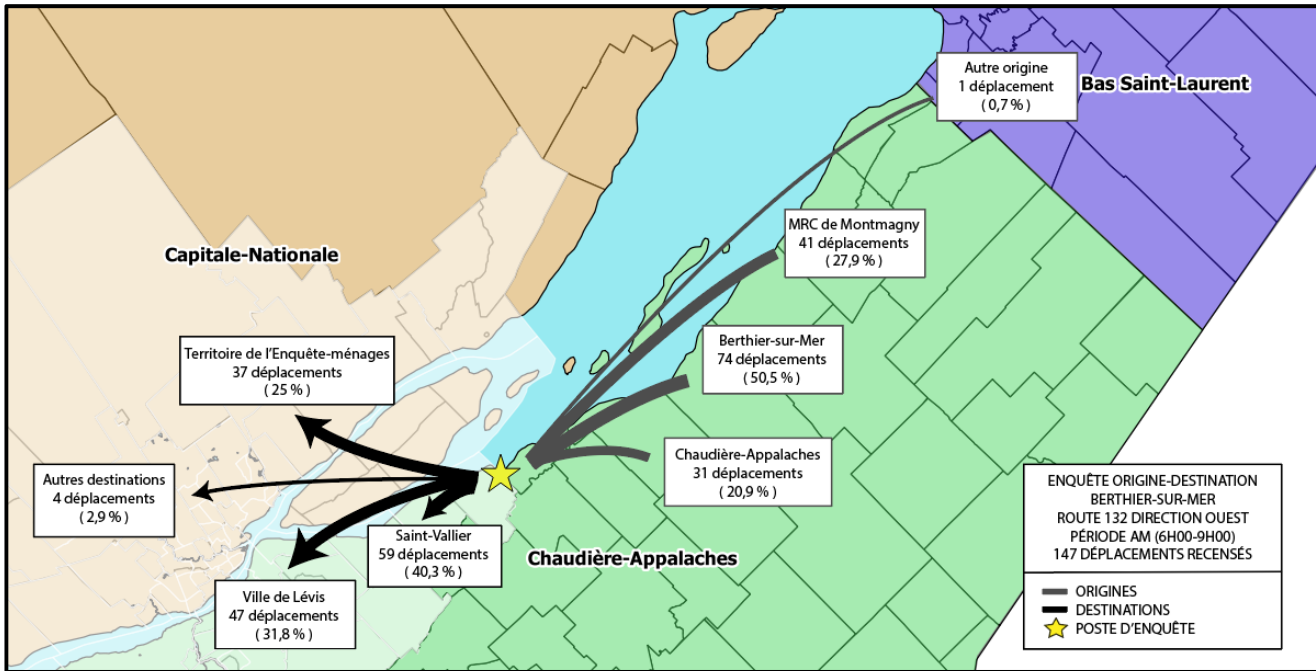 Autre origine
1 déplacement
( 0,7 % )
Bas Saint-Laurent
MRC de Montmagny
41 déplacements
( 27,9 % )
Capitale-Nationale
Berthier-sur-Mer
74 déplacements
( 50,5 % )
Territoire de l'Enquête-ménages
37 déplacements
( 25 % )
Chaudière-Appalaches
31 déplacements
( 20,9 % )
Autres destinations
4 déplacements
( 2,9 % )
Saint-Vallier
59 déplacements
( 40,3 % )
Chaudière-Appalaches
Ville de Lévis
47 déplacements
( 31,8 % )
ENQUÊTE ORIGINE-DESTINATION
BERTHIER-SUR-MER
ROUTE 132 DIRECTION OUEST
PÉRIODE AM (6H00-9H00)
147 DÉPLACEMENTS RECENSÉS
ORIGINES
DESTINATIONS
POSTE D'ENQUÊTE